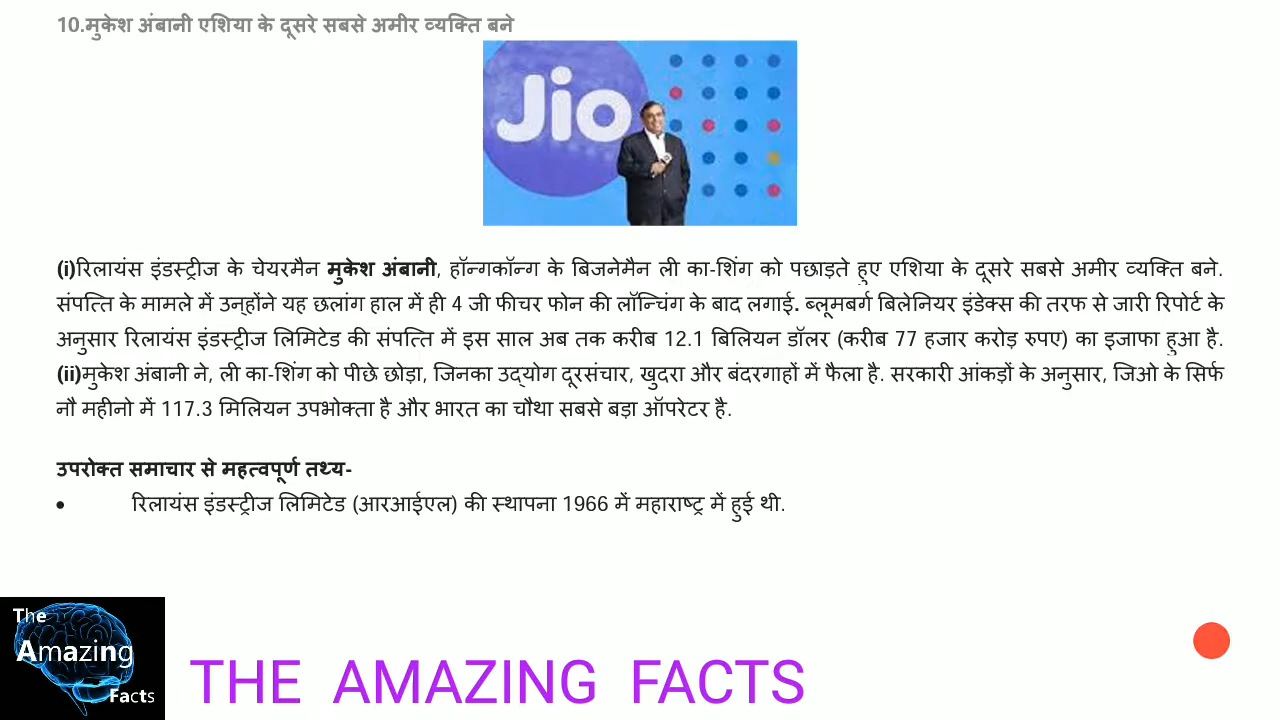 10.मुकेश अंबानी एशिया के दूसरे सबसे अमीर व्यक्ति बने
Jio
(i)रिलायंस इंडस्ट्रीज के चेयरमैन मुकेश अंबानी, हॉन्गकॉन्ग के बिजनेमैन ली का-शिंग को पछाड़ते हुए एशिया के दूसरे सबसे अमीर व्यक्ति बने.
संपत्ति के मामले में उन्होंने यह छलांग हाल में ही 4 जी फीचर फोन की लॉन्चिंग के बाद लगाई. ब्लूमबर्ग बिलेनियर इंडेक्स की तरफ से जारी रिपोर्ट के
अनुसार रिलायंस इंडस्ट्रीज लिमिटेड की संपत्ति में इस साल अब तक करीब 12.1 बिलियन डॉलर (करीब 77 हजार करोड़ रुपए) का इजाफा हुआ है.
(ii)मुकेश अंबानी ने, ली का-शिंग को पीछे छोड़ा, जिनका उद्योग दूरसंचार, खुदरा और बंदरगाहों में फैला है. सरकारी आंकड़ों के अनुसार, जिओ के सिर्फ
नौ महीनो में 117.3 मिलियन उपभोक्ता है और भारत का चौथा सबसे बड़ा ऑपरेटर है.
उपरोक्त समाचार से महत्वपूर्ण तथ्य-
• रिलायंस इंडस्ट्रीज लिमिटेड (आरआईएल) की स्थापना 1966 में महाराष्ट्र में हुई थी.
The
Amazing
Facts
THE AMAZING FACTS